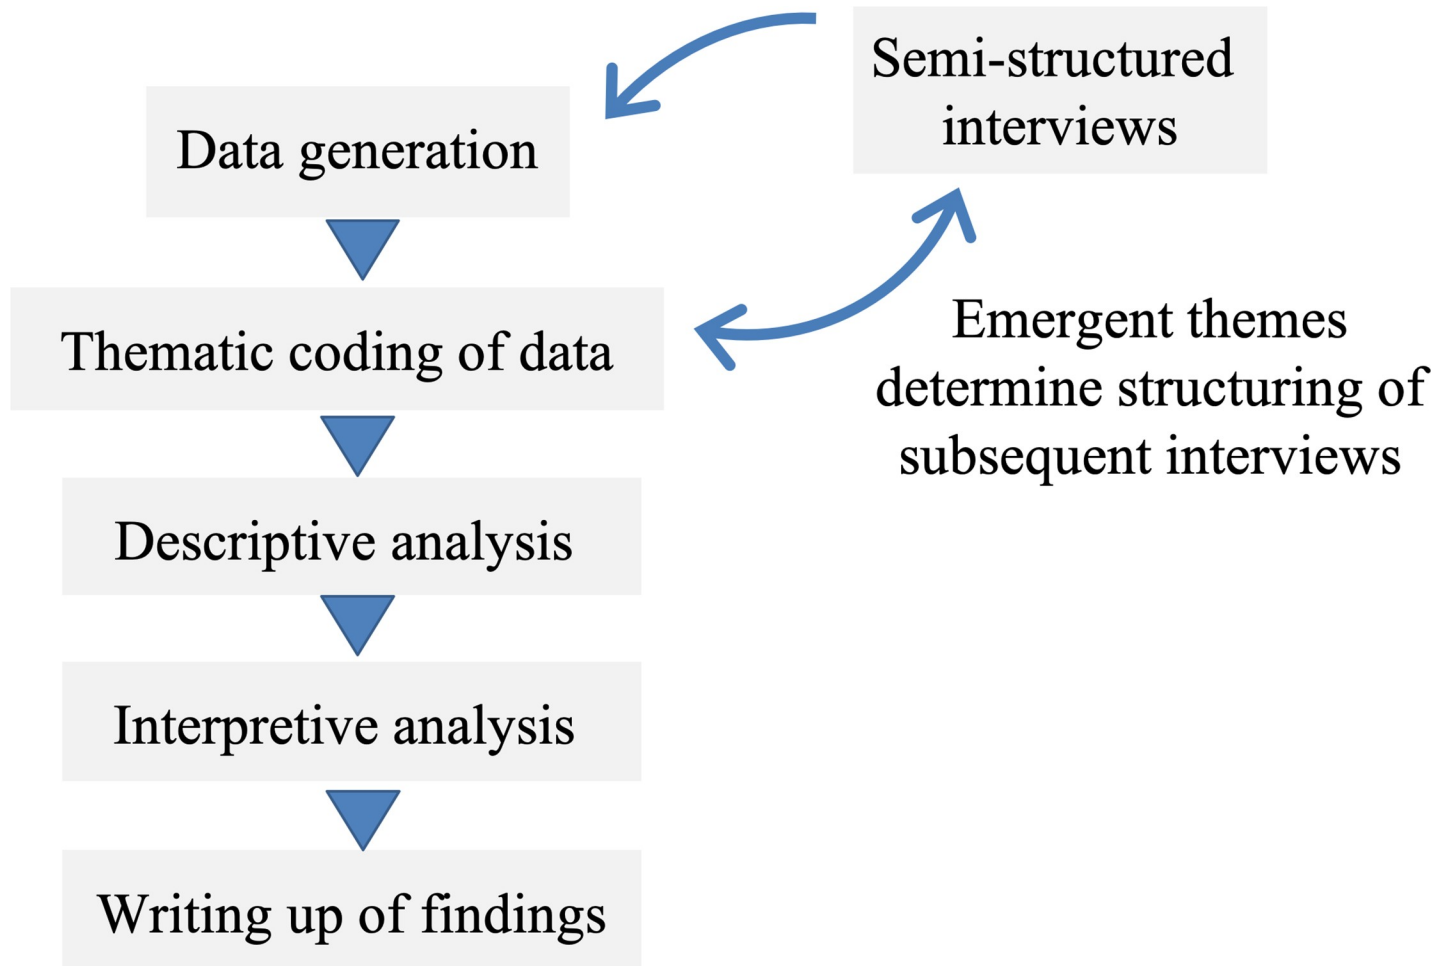 Semi-structured
interviews
Data generation
Thematic coding of data
Emergent themes
determine structuring of
subsequent interviews
Descriptive analysis
Interpretive analysis
Writing up of findings